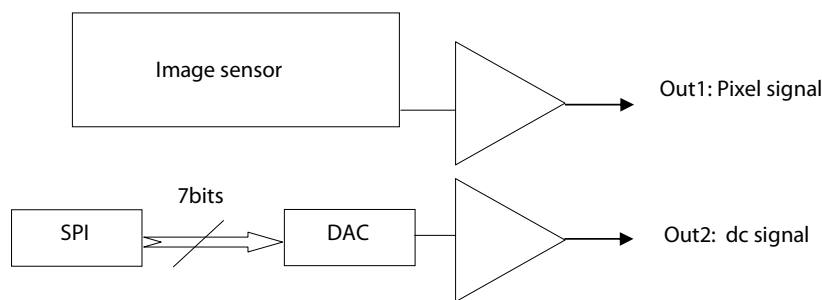 Image sensor
Out1: Pixel signal
7bits
SPI
DAC
Out2: dc signal